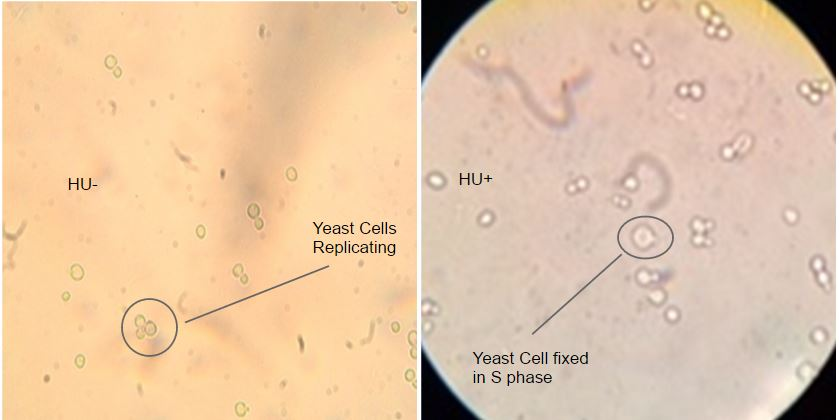 HU-
Yeast Cells
Replicating
HU+
Yeast Cell fixed
in S phase